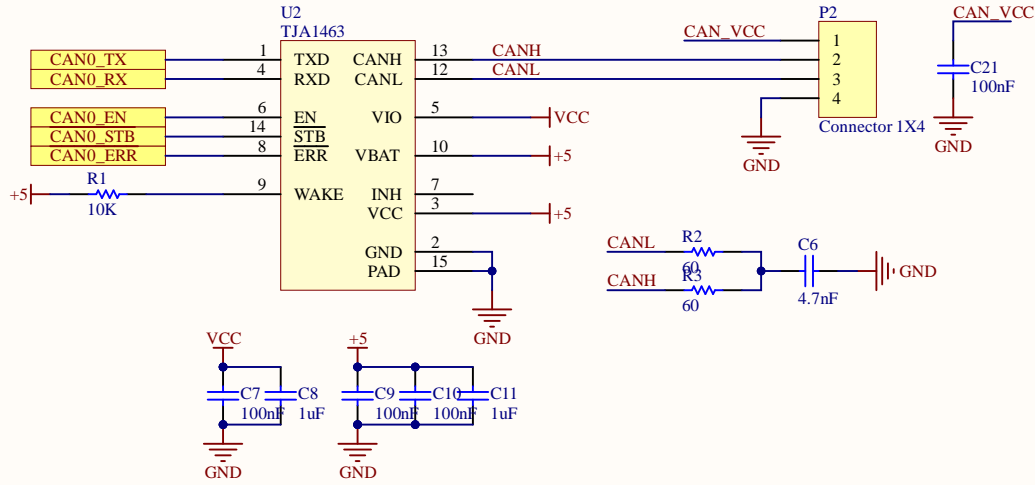 U2
TJA1463
CAN0_TX
1
TXD
CANH
13
CANH
CAN0_RX
4
RXD
CANL
12
CANL
CAN0_EN
6
EN
VIO
5
VCC
CAN0_STB
14
STB
CAN0_ERR
8
ERR
VBAT
10
+5
+5
R1
10K
9
WAKE
INH
7
VCC
3
+5
GND
2
PAD
15
GND
P2
CAN_VCC
1
2
3
4
GND
Connector 1X4
CAN_VCC
C21
100nF
GND
CANL
R2
60
CANH
R3
60
C6
4.7nF
GND
VCC
C7
100nF
C8
1uF
GND
+5
C9
100nF
C10
100nF
C11
1uF
GND